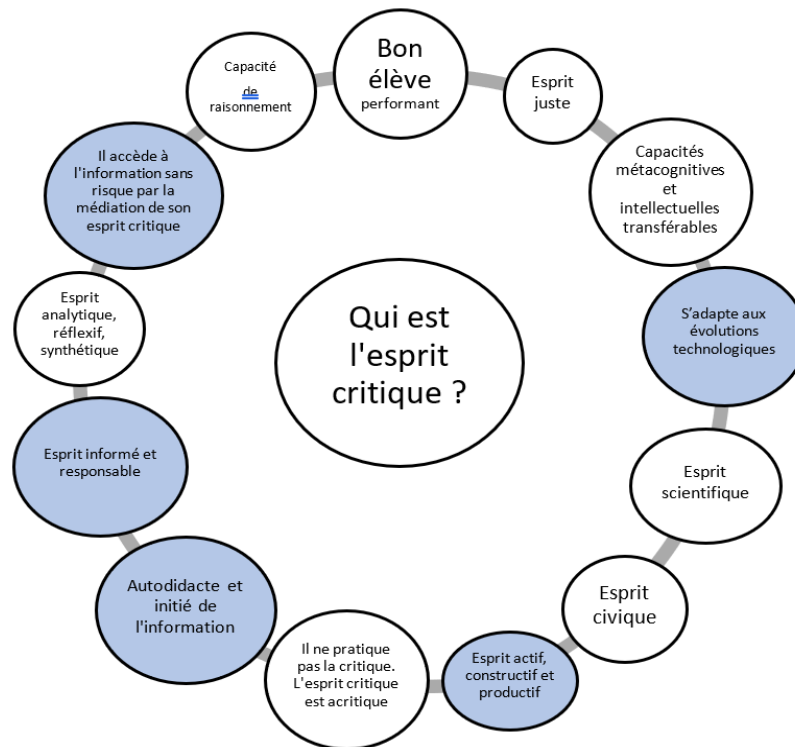 Qui est
l'esprit
critique ?
Bon
élève
performant
Esprit
juste
Capacités
métacognitives
et
intellectuelles
transférables
S'adapte aux
évolutions
technologiques
Esprit
scientifique
Esprit
civique
Esprit actif,
constructif et
productif
Il ne pratique
pas la critique.
L'esprit critique
est acritique
Autodidacte et
initié de
l'information
Esprit informé et
responsable
Esprit
analytique,
réflexif,
synthétique
Il accède à
l'information sans
risque par la
médiation de son
esprit critique
Capacité
de
raisonnement